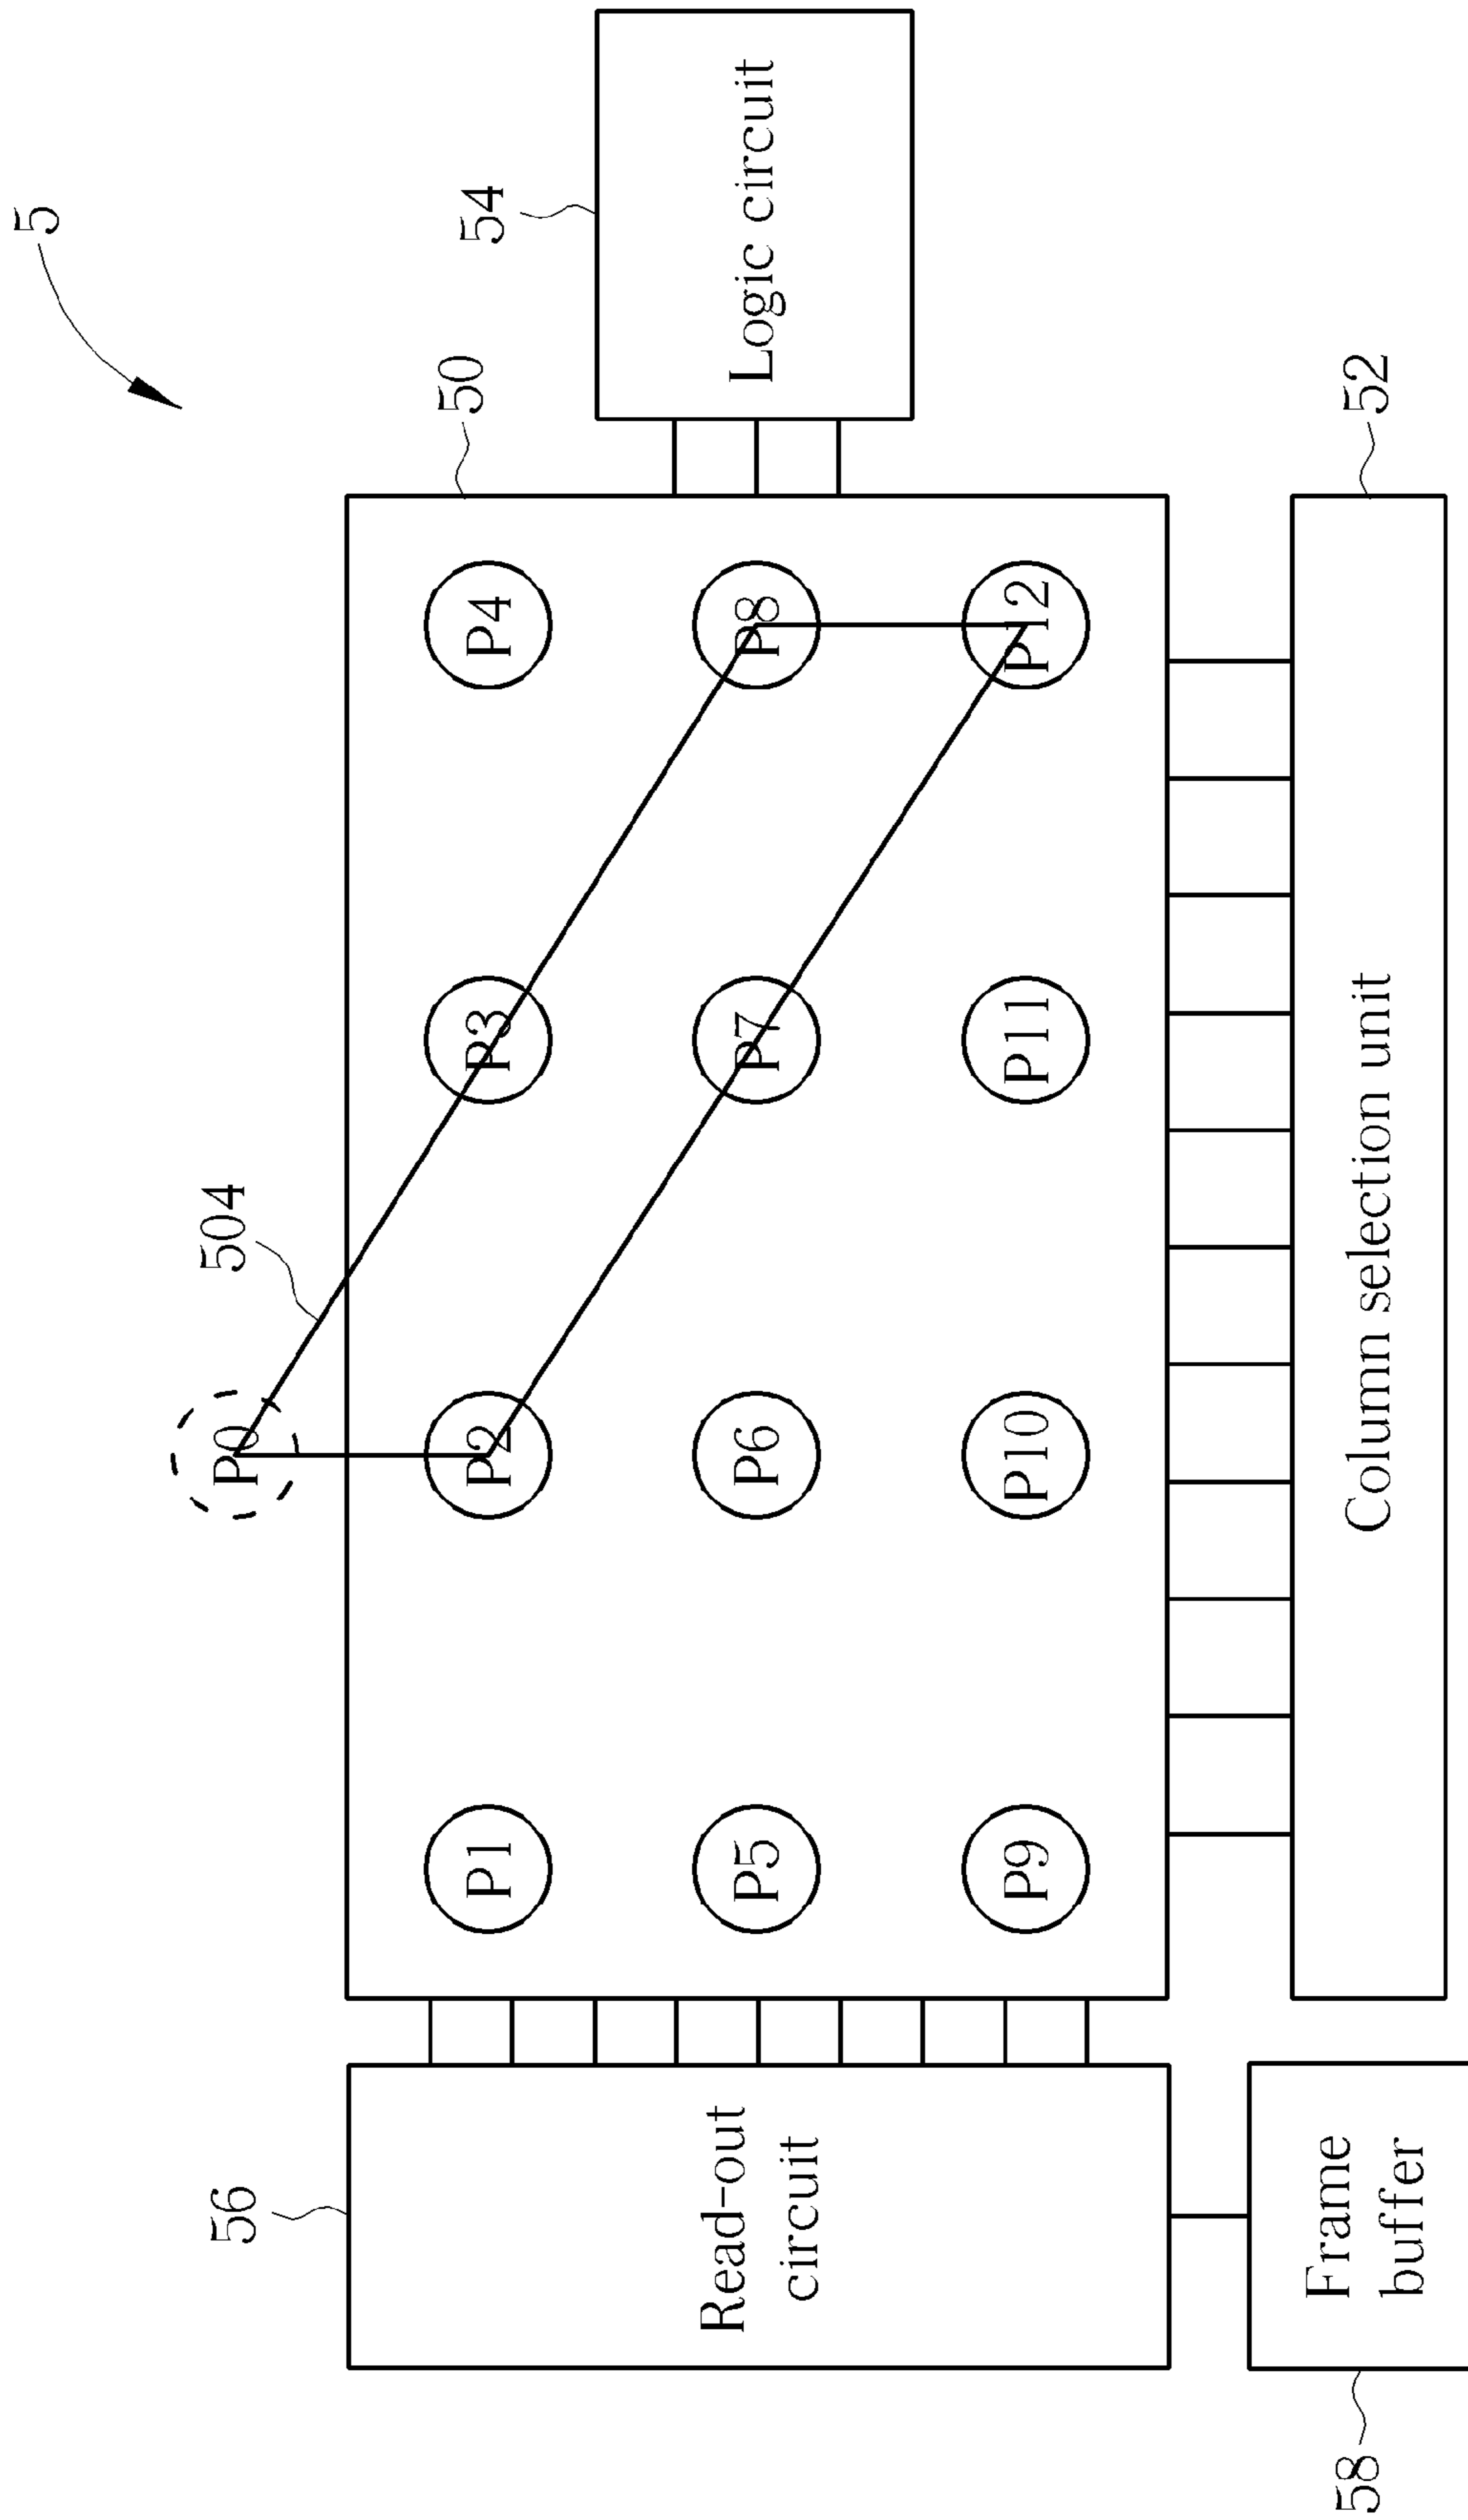 5
504
P0
56
50
54
P1
P2
P3
P4
Read-out
circuit
P5
P6
P7
P8
Logic circuit
P9
P10
P11
P12
58
Frame
buffer
Column selection unit
52